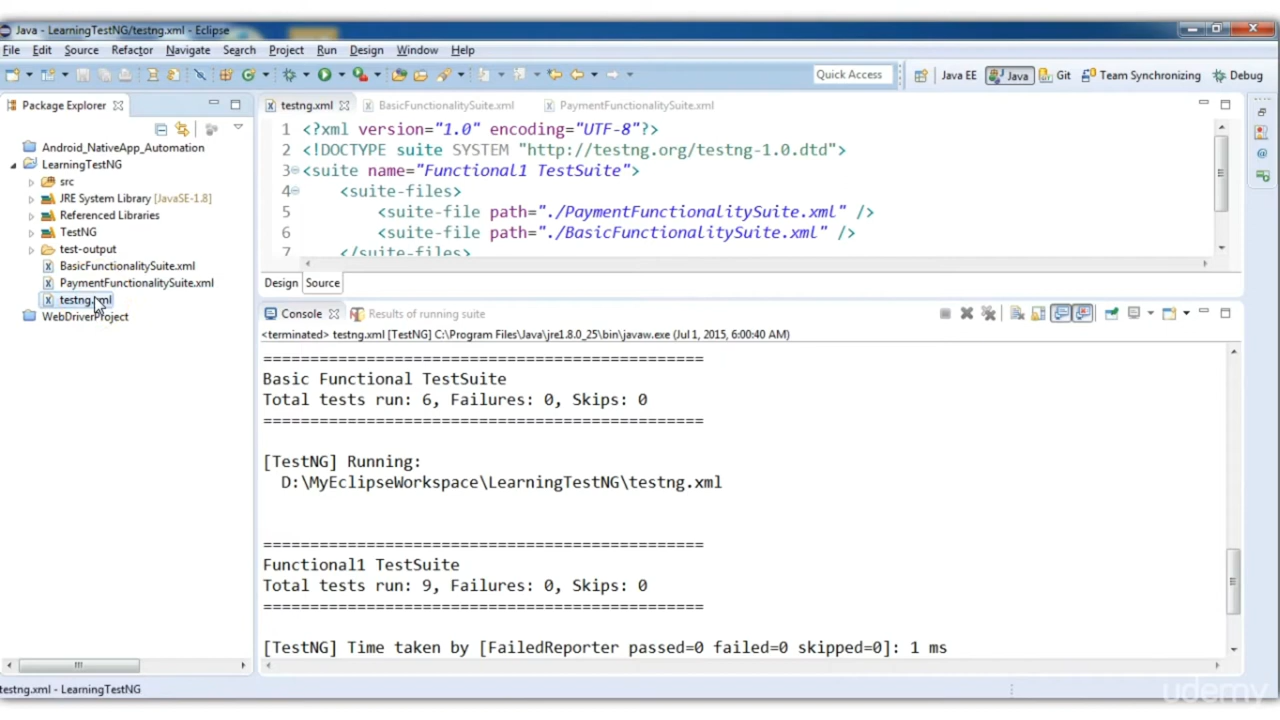 Java - LearningTestNG/testng.xml - Eclipse
File Edit Source Refactor Navigate Search Project Run Design Window Help
Quick Access Java EE Java Git Team Synchronizing Debug
Package Explorer
Android_NativeApp_Automation
LearningTestNG
src
JRE System Library [JavaSE-1.8]
Referenced Libraries
TestNG
test-output
BasicFunctionalitySuite.xml
PaymentFunctionalitySuite.xml
testng.xml
WebDriverProject
testng.xml BasicFunctionalitySuite.xml PaymentFunctionalitySuite.xml
1 <?xml version="1.0" encoding="UTF-8"?>
2 <!DOCTYPE suite SYSTEM "http://testng.org/testng-1.0.dtd">
3 <suite name="Functional1 TestSuite">
4 <suite-files>
5 <suite-file path="./PaymentFunctionalitySuite.xml" />
6 <suite-file path="./BasicFunctionalitySuite.xml" />
7 </suite-files>
Design Source
Console Results of running suite
<terminated> testng.xml [TestNG] C:\Program Files\Java\jre1.8.0_25\bin\javaw.exe (Jul 1, 2015, 6:00:40 AM)
===============================================
Basic Functional TestSuite
Total tests run: 6, Failures: 0, Skips: 0
===============================================
[TestNG] Running:
D:\MyEclipseWorkspace\LearningTestNG\testng.xml
===============================================
Functional1 TestSuite
Total tests run: 9, Failures: 0, Skips: 0
===============================================
[TestNG] Time taken by [FailedReporter passed=0 failed=0 skipped=0]: 1 ms
testng.xml - LearningTestNG
udemy